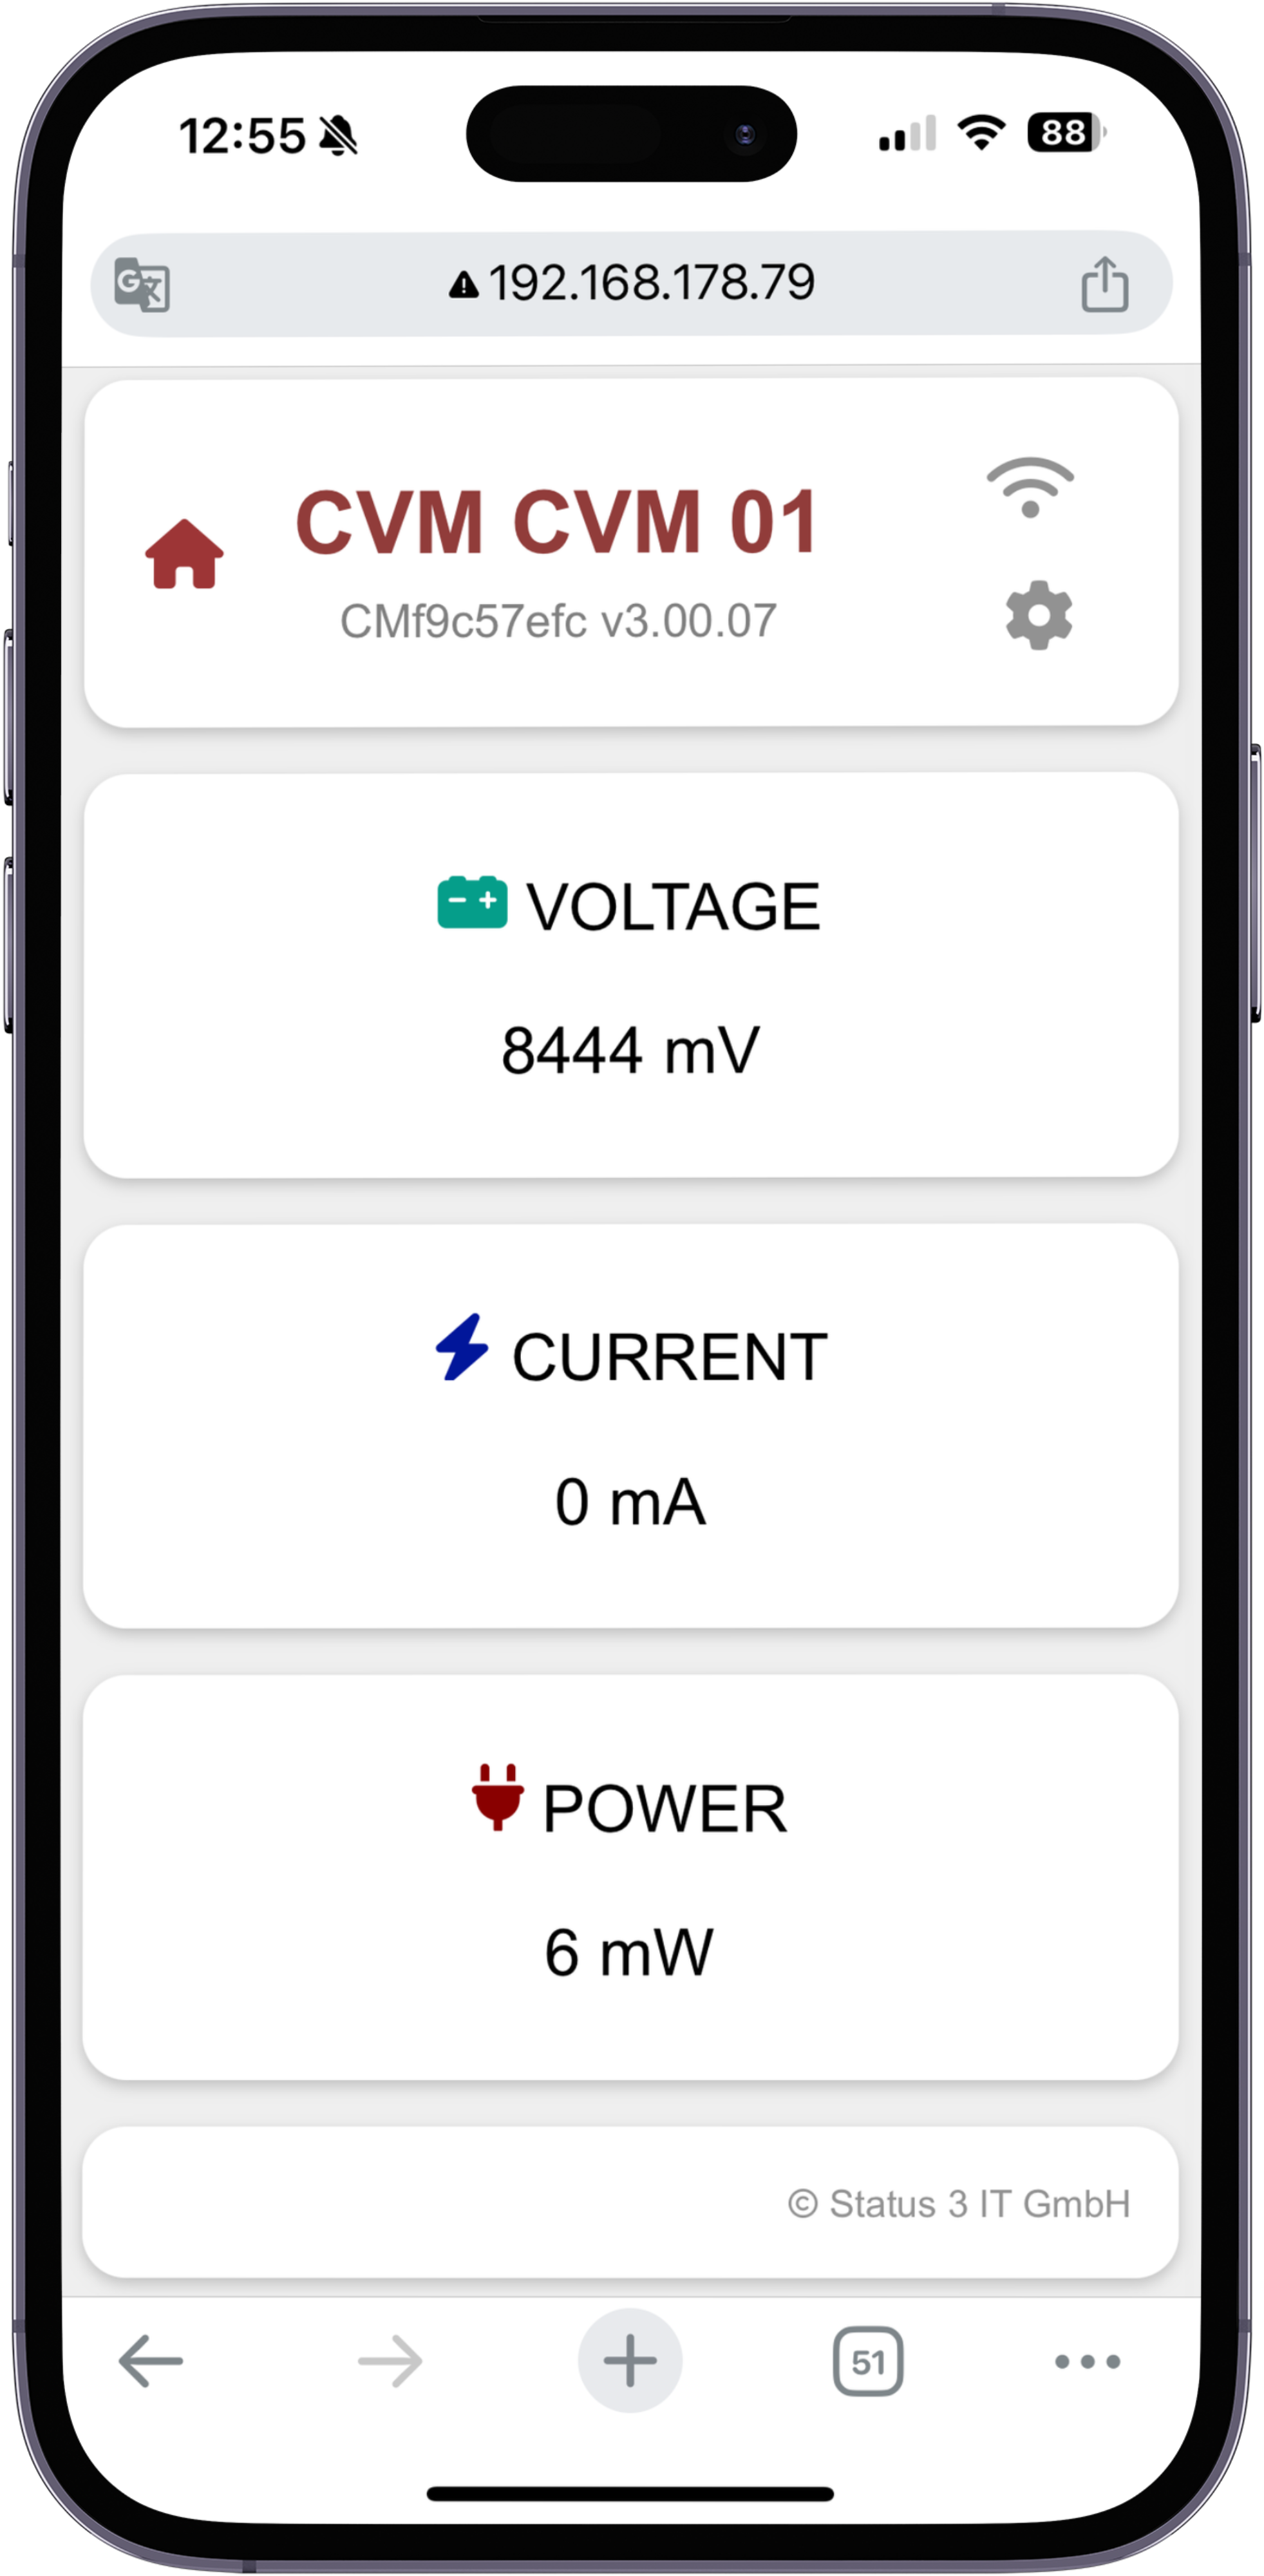 12:55
88
192.168.178.79
CVM CVM 01
CMf9c57efc v3.00.07
VOLTAGE
8444 mV
CURRENT
0 mA
POWER
6 mW
© Status 3 IT GmbH
51